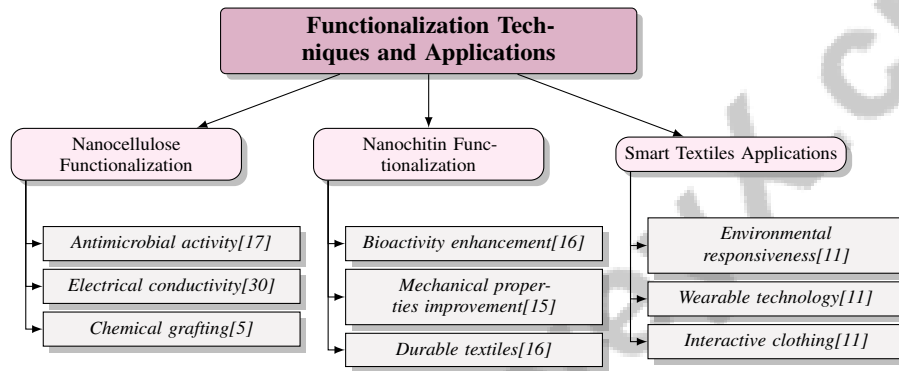 Functionalization Tech-
niques and Applications
Nanocellulose
Functionalization
Antimicrobial activity[17]
Electrical conductivity[30]
Chemical grafting[5]
Nanochitin Func-
tionalization
Bioactivity enhancement[16]
Mechanical proper-
ties improvement[15]
Durable textiles[16]
Smart Textiles Applications
Environmental
responsiveness[11]
Wearable technology[11]
Interactive clothing[11]